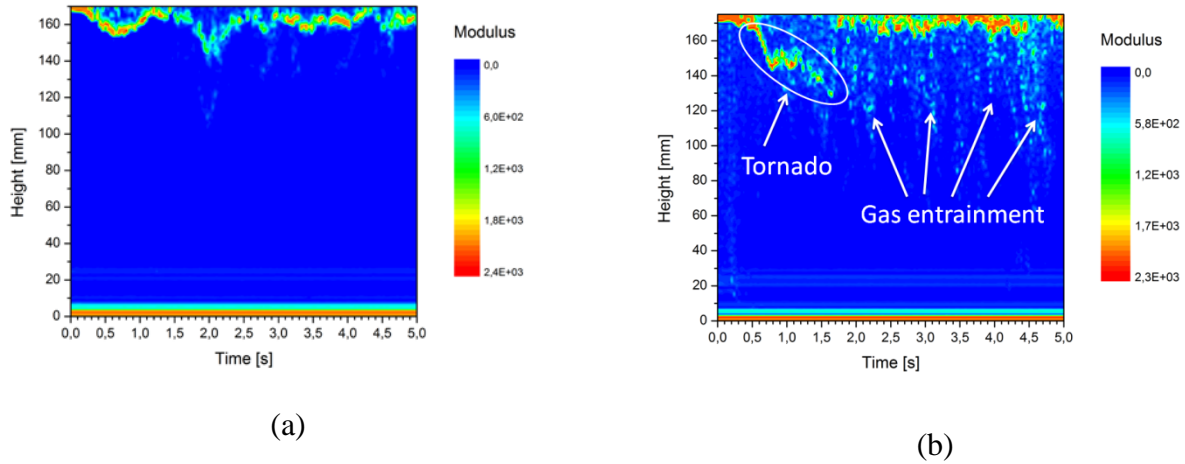 Height [mm]
160
140
120
100
80
60
40
20
0
0,0 0,5 1,0 1,5 2,0 2,5 3,0 3,5 4,0 4,5 5,0
Time [s]
Modulus
0,0
6,0E+02
1,2E+03
1,8E+03
2,4E+03
(a)
Height [mm]
160
140
120
100
80
60
40
20
0
0,0 0,5 1,0 1,5 2,0 2,5 3,0 3,5 4,0 4,5 5,0
Time [s]
Tornado
Gas entrainment
Modulus
0,0
5,8E+02
1,2E+03
1,7E+03
2,3E+03
(b)